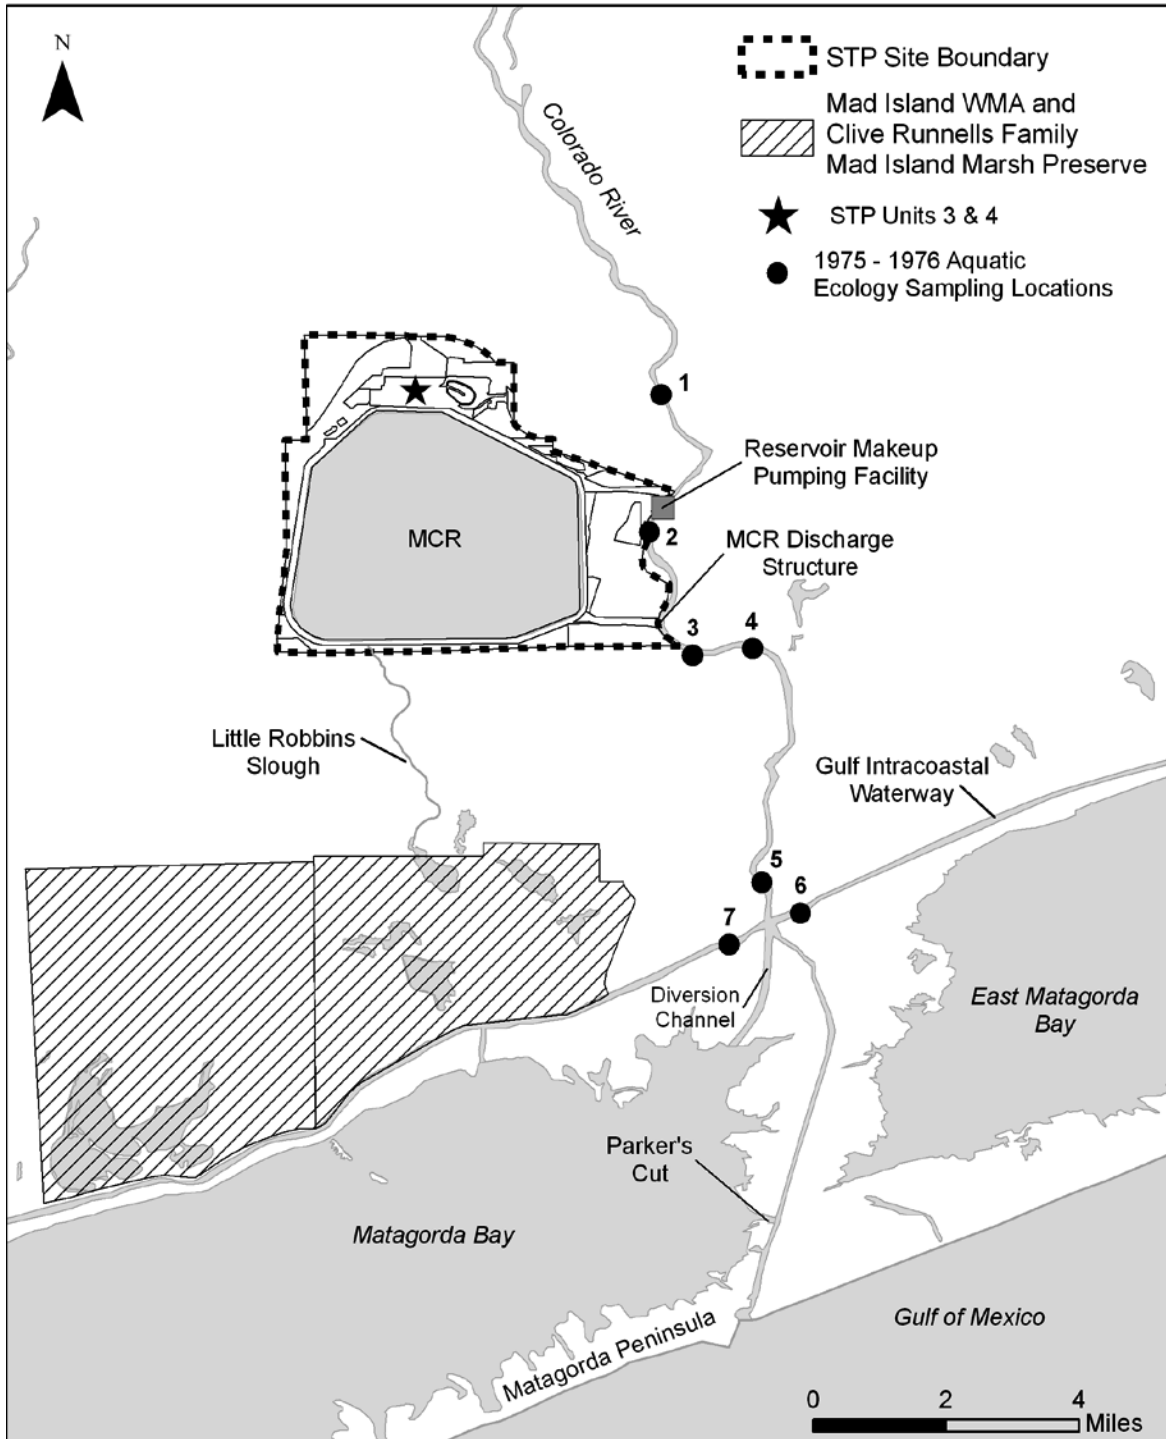 N
STP Site Boundary
Mad Island WMA and
Clive Runnells Family
Mad Island Marsh Preserve
STP Units 3 & 4
1975 - 1976 Aquatic
Ecology Sampling Locations
Colorado River
1
Reservoir Makeup
Pumping Facility
2
MCR
MCR Discharge
Structure
3
4
Little Robbins
Slough
Gulf Intracoastal
Waterway
5
6
7
Diversion
Channel
East Matagorda
Bay
Parker's
Cut
Matagorda Bay
Matagorda Peninsula
Gulf of Mexico
0 2 4
Miles